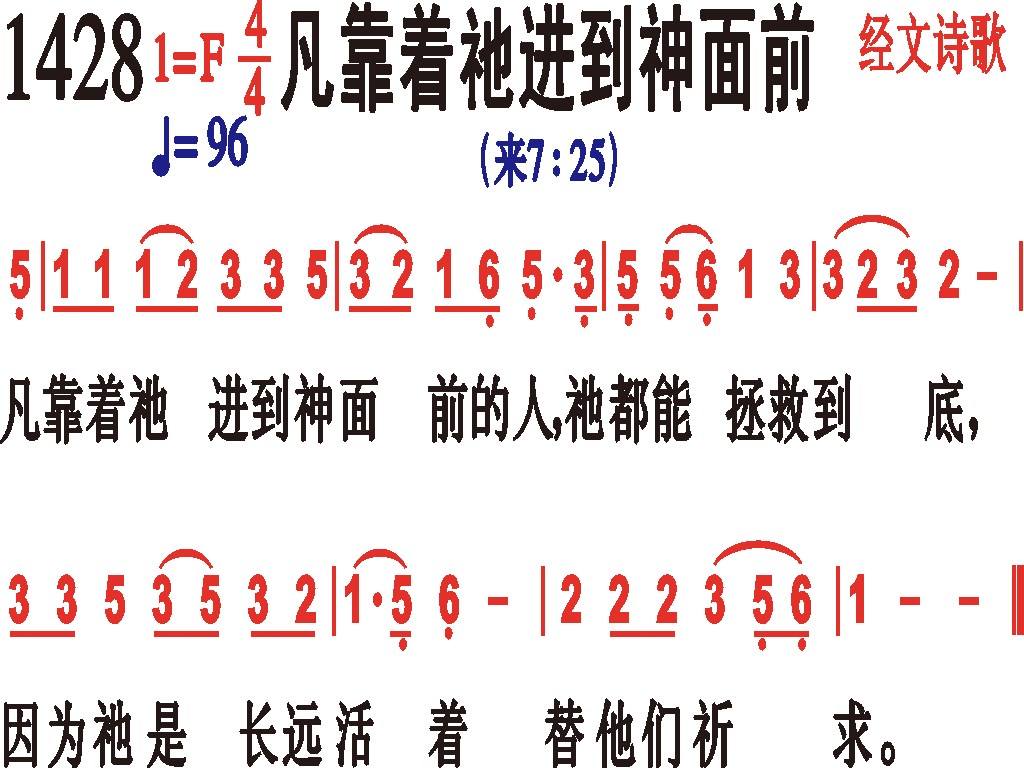 1428 1=F 4/4 凡靠着祂进到神面前 经文诗歌
♩=96 (来7:25)
5̣ | 1 1 1 2 3 3 5 | 3 2 1 6̣ 5̣ · 3̣ | 5̣ 5̣ 6̣ 1 3 | 3 2 3 2 – |
凡靠着祂 进到神面 前的人,祂都能 拯救到 底,
3 3 5 3 5 3 2 | 1 · 5̣ 6̣ – | 2 2 2 3 5̣ 6̣ | 1 – – ‖
因为祂是 长远活 着 替他们祈 求。